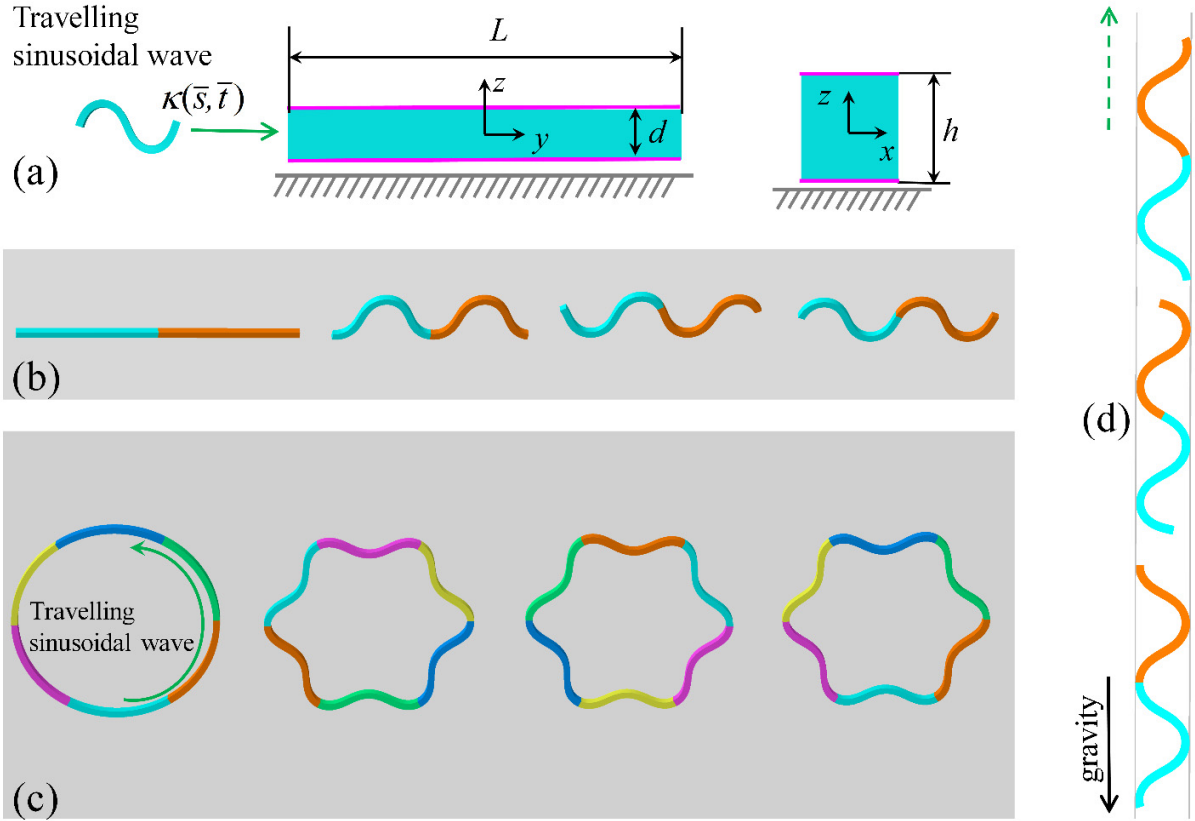 Travelling
sinusoidal wave
κ(s̅, t̅)
L
z
y
d
z
x
h
(a)
(b)
Travelling
sinusoidal wave
(c)
(d)
gravity